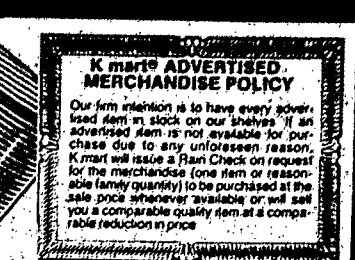 K mart® ADVERTISED
MERCHANDISE POLICY
Our firm intention is to have every adver-
tised item in stock on our shelves. If an
advertised item is not available for pur-
chase due to any unforeseen reason,
K mart will issue a Rain Check on request
for the merchandise (one item or reason-
able family quantity) to be purchased at the
sale price whenever available or will sell
you a comparable quality item at a compa-
rable reduction in price